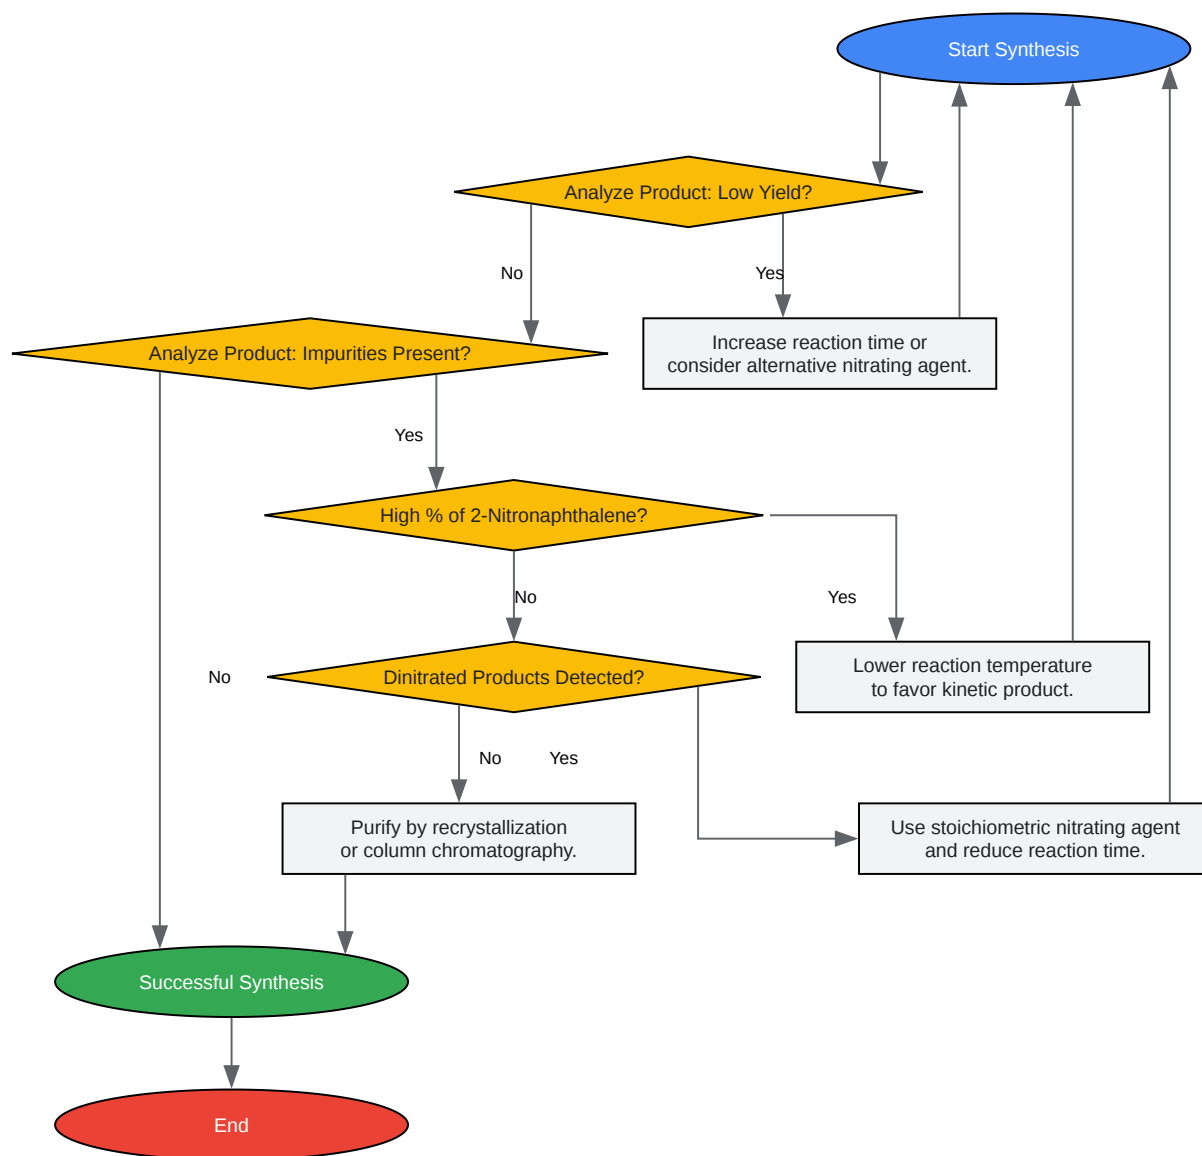 Start Synthesis
Analyze Product: Low Yield?
No
Yes
Increase reaction time or
consider alternative nitrating agent.
Analyze Product: Impurities Present?
Yes
High % of 2-Nitronaphthalene?
No
Yes
Lower reaction temperature
to favor kinetic product.
No
Dinitrated Products Detected?
No
Yes
Purify by recrystallization
or column chromatography.
Use stoichiometric nitrating agent
and reduce reaction time.
Successful Synthesis
End